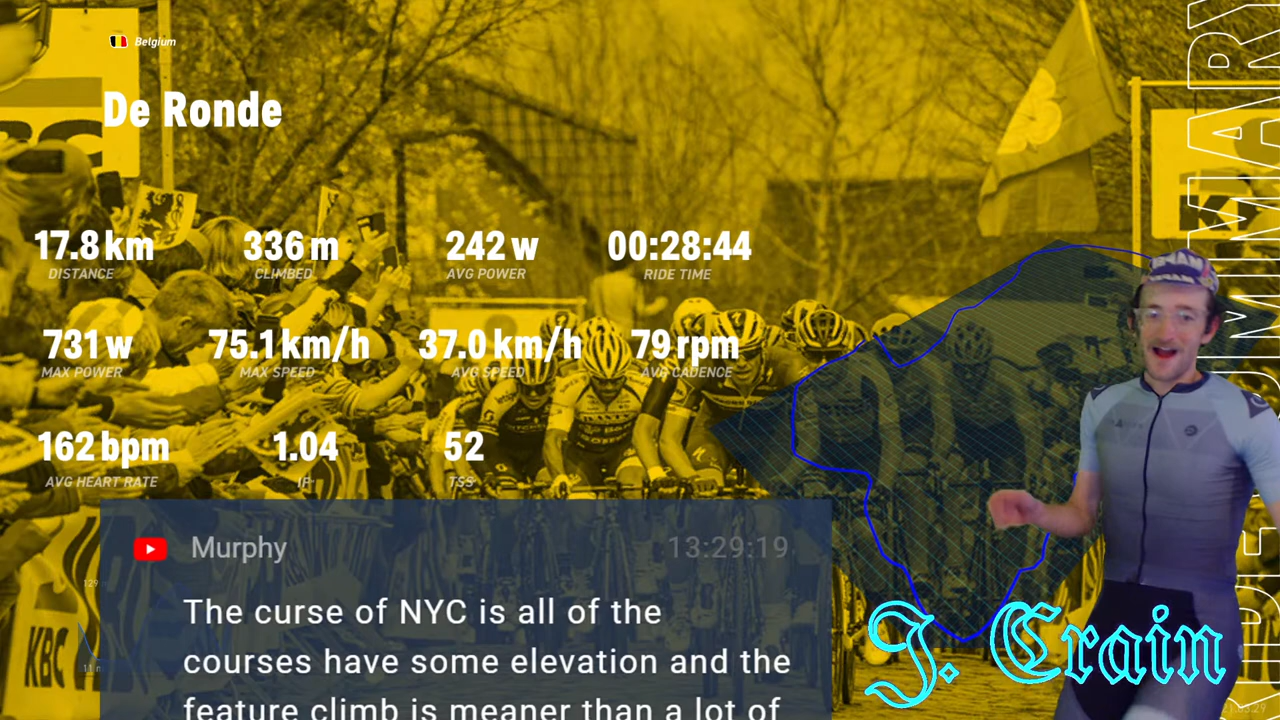 Belgium
De Ronde
17.8 km 336 m 242 w 00:28:44
DISTANCE CLIMBED AVG POWER RIDE TIME
731 w 75.1 km/h 37.0 km/h 79 rpm
MAX POWER MAX SPEED AVG SPEED AVG CADENCE
162 bpm 1.04 52
AVG HEART RATE IF TSS
Murphy 13:29:19
The curse of NYC is all of the
courses have some elevation and the
feature climb is meaner than a lot of
J. Crain
KBC
129